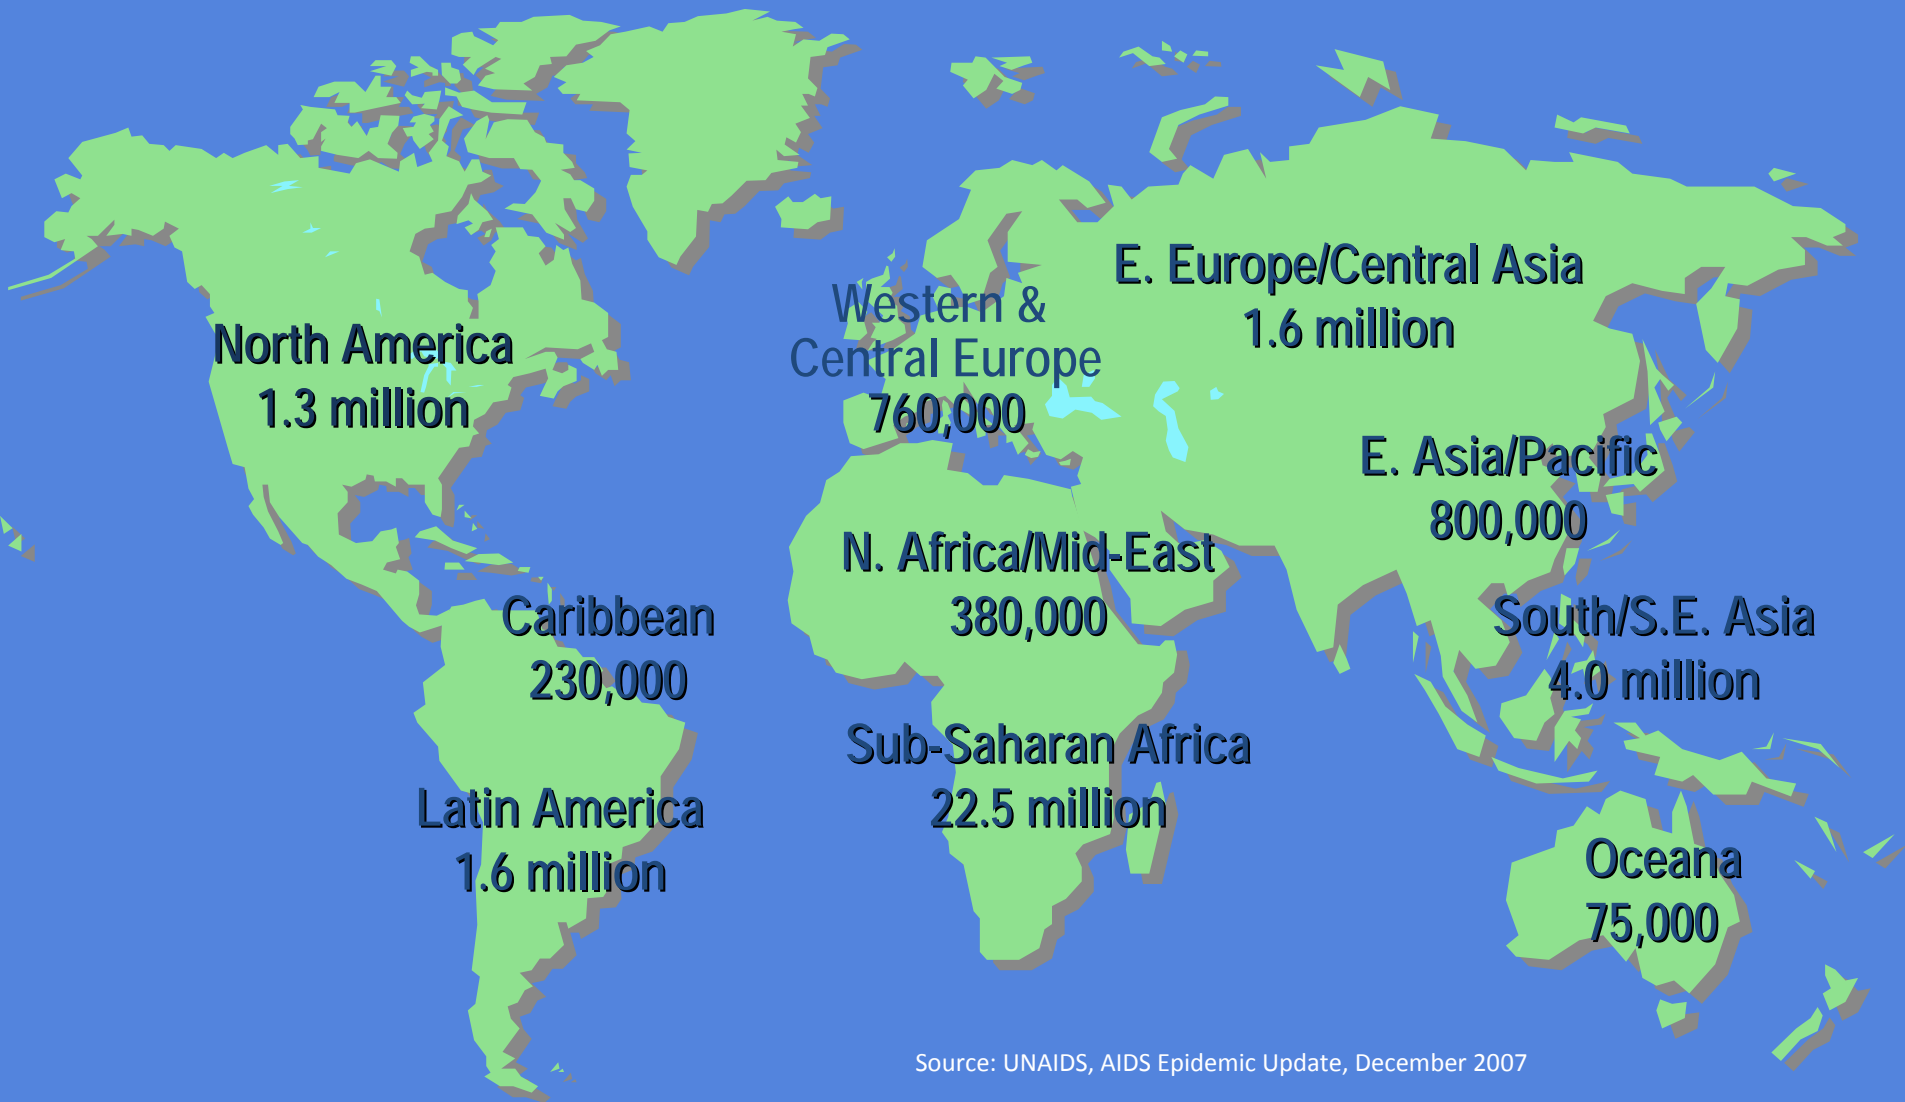 E. Europe/Central Asia
1.6 million
Western &
Central Europe
760,000
North America
1.3 million
E. Asia/Pacific
800,000
N. Africa/Mid-East
380,000
Caribbean
230,000
South/S.E. Asia
4.0 million
Sub-Saharan Africa
22.5 million
Latin America
1.6 million
Oceana
75,000
Source: UNAIDS, AIDS Epidemic Update, December 2007